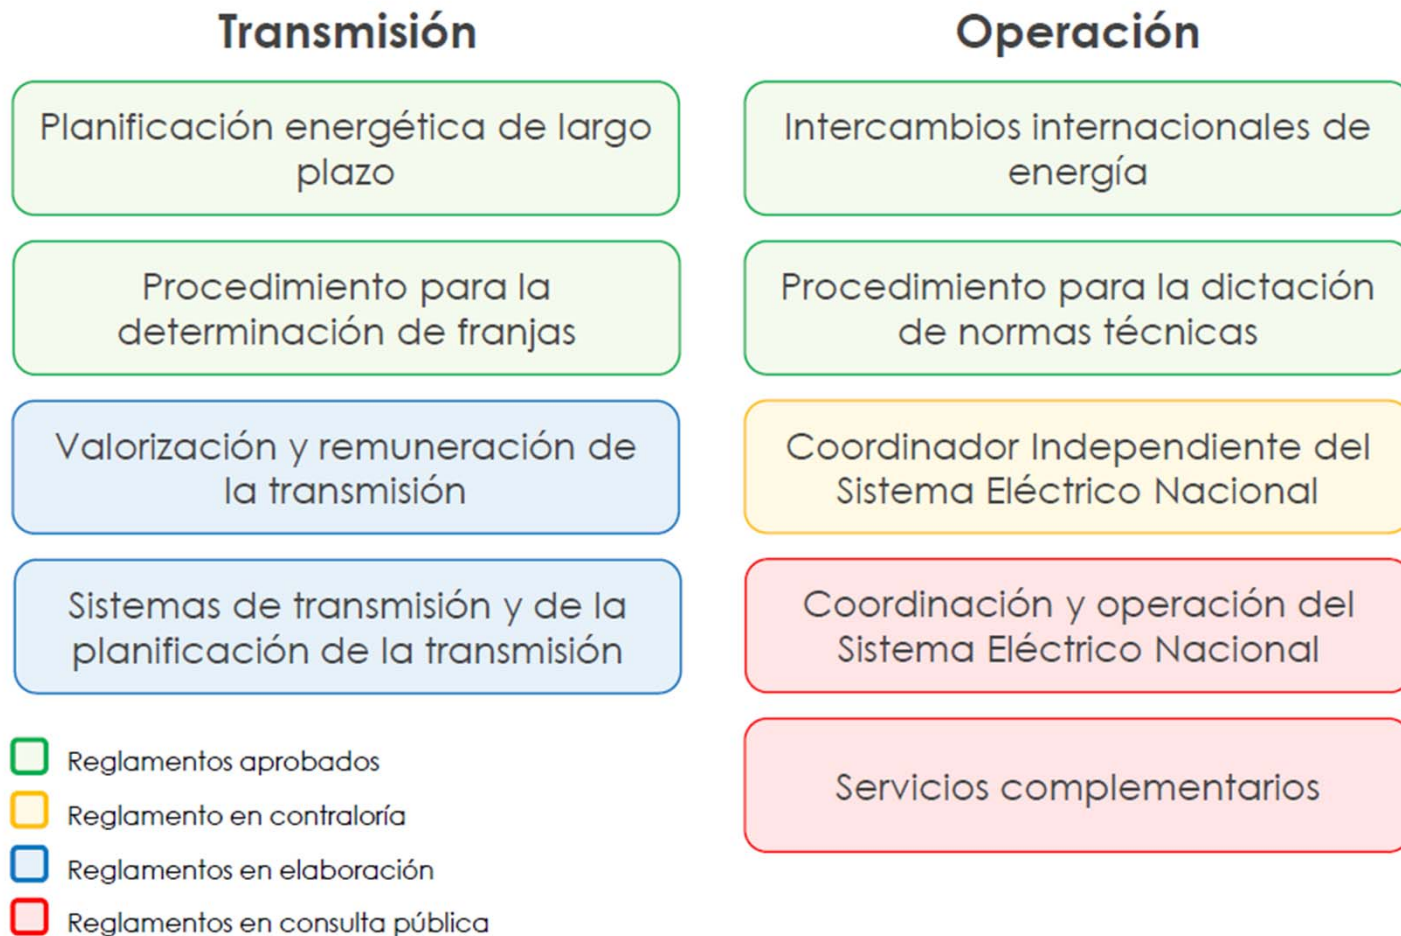 Transmisión
Planificación energética de largo
plazo
Procedimiento para la
determinación de franjas
Valorización y remuneración de
la transmisión
Sistemas de transmisión y de la
planificación de la transmisión
Operación
Intercambios internacionales de
energía
Procedimiento para la dictación
de normas técnicas
Coordinador Independiente del
Sistema Eléctrico Nacional
Coordinación y operación del
Sistema Eléctrico Nacional
Servicios complementarios
Reglamentos aprobados
Reglamento en contraloría
Reglamentos en elaboración
Reglamentos en consulta pública